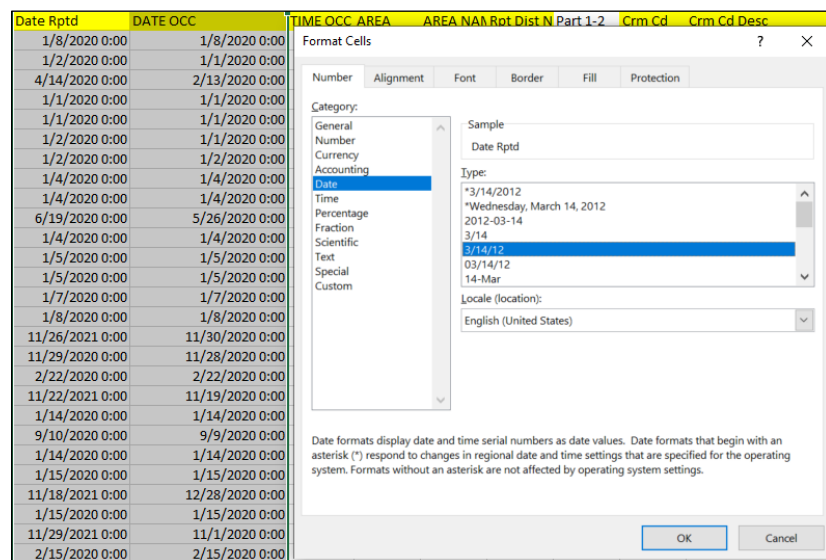 Date Rptd DATE OCC TIME OCC AREA AREA NAM Rpt Dist N Part 1-2 Crm Cd Crm Cd Desc
1/8/2020 0:00 1/8/2020 0:00
1/2/2020 0:00 1/1/2020 0:00
4/14/2020 0:00 2/13/2020 0:00
1/1/2020 0:00 1/1/2020 0:00
1/1/2020 0:00 1/1/2020 0:00
1/2/2020 0:00 1/1/2020 0:00
1/2/2020 0:00 1/2/2020 0:00
1/4/2020 0:00 1/4/2020 0:00
1/4/2020 0:00 1/4/2020 0:00
6/19/2020 0:00 5/26/2020 0:00
1/4/2020 0:00 1/4/2020 0:00
1/5/2020 0:00 1/5/2020 0:00
1/5/2020 0:00 1/5/2020 0:00
1/7/2020 0:00 1/7/2020 0:00
1/8/2020 0:00 1/8/2020 0:00
11/26/2021 0:00 11/30/2020 0:00
11/29/2020 0:00 11/28/2020 0:00
2/22/2020 0:00 2/22/2020 0:00
11/22/2021 0:00 11/19/2020 0:00
1/14/2020 0:00 1/14/2020 0:00
9/10/2020 0:00 9/9/2020 0:00
1/14/2020 0:00 1/14/2020 0:00
1/15/2020 0:00 1/15/2020 0:00
11/18/2021 0:00 12/28/2020 0:00
1/15/2020 0:00 1/15/2020 0:00
11/29/2021 0:00 11/1/2020 0:00
2/15/2020 0:00 2/15/2020 0:00
Format Cells ? ×
Number Alignment Font Border Fill Protection
Category:
General
Number
Currency
Accounting
Date
Time
Percentage
Fraction
Scientific
Text
Special
Custom
Sample
Date Rptd
Type:
*3/14/2012
*Wednesday, March 14, 2012
2012-03-14
3/14
3/14/12
03/14/12
14-Mar
Locale (location):
English (United States)
Date formats display date and time serial numbers as date values. Date formats that begin with an
asterisk (*) respond to changes in regional date and time settings that are specified for the operating
system. Formats without an asterisk are not affected by operating system settings.
OK Cancel